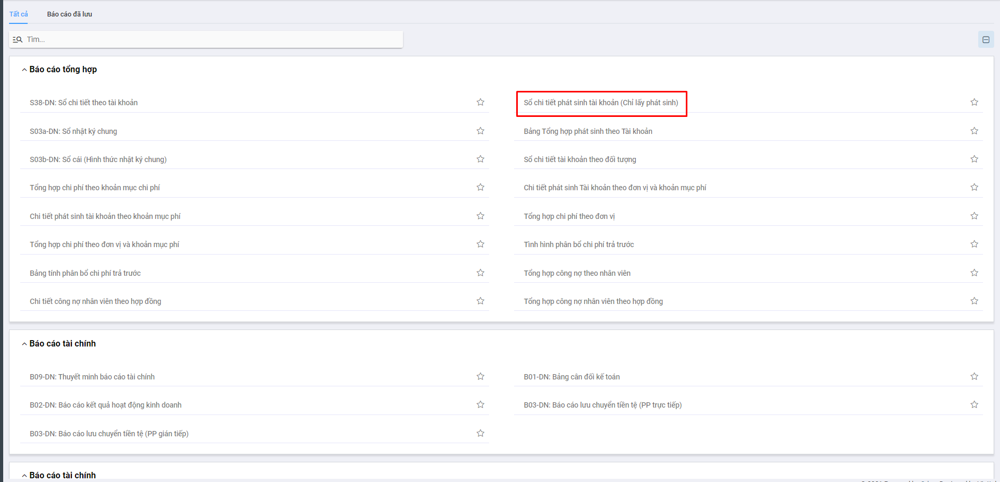 Tất cả
Báo cáo đã lưu
Tìm...
Báo cáo tổng hợp
S38-DN: Sổ chi tiết theo tài khoản
Sổ chi tiết phát sinh tài khoản (Chỉ lấy phát sinh)
S03a-DN: Sổ nhật ký chung
Bảng Tổng hợp phát sinh theo Tài khoản
S03b-DN: Sổ cái (Hình thức nhật ký chung)
Sổ chi tiết tài khoản theo đối tượng
Tổng hợp chi phí theo khoản mục chi phí
Chi tiết phát sinh Tài khoản theo đơn vị và khoản mục phí
Chi tiết phát sinh tài khoản theo khoản mục phí
Tổng hợp chi phí theo đơn vị
Tổng hợp chi phí theo đơn vị và khoản mục phí
Tình hình phân bổ chi phí trả trước
Bảng tính phân bổ chi phí trả trước
Tổng hợp công nợ theo nhân viên
Chi tiết công nợ nhân viên theo hợp đồng
Tổng hợp công nợ nhân viên theo hợp đồng
Báo cáo tài chính
B09-DN: Thuyết minh báo cáo tài chính
B01-DN: Bảng cân đối kế toán
B02-DN: Báo cáo kết quả hoạt động kinh doanh
B03-DN: Báo cáo lưu chuyển tiền tệ (PP trực tiếp)
B03-DN: Báo cáo lưu chuyển tiền tệ (PP gián tiếp)
Báo cáo tài chính